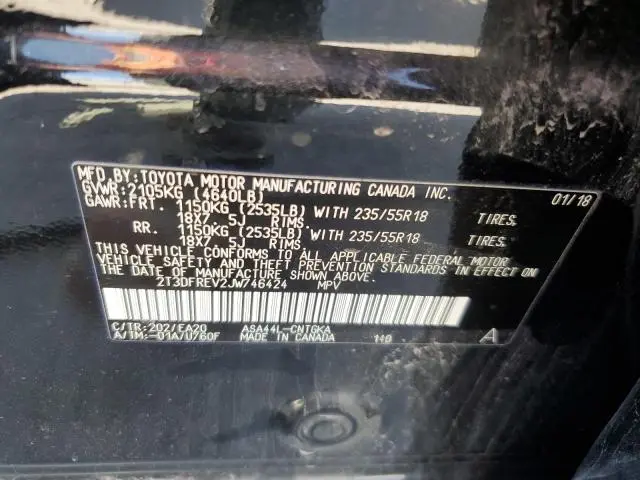 MFD.BY:TOYOTA MOTOR MANUFACTURING CANADA INC.
GVWR:2105KG (4640LB) 01/18
GAWR:FRT. 1150KG (2535LB) WITH 235/55R18 TIRES,
18X7 5J RIMS,
RR. 1150KG (2535LB) WITH 235/55R18 TIRES,
18X7 5J RIMS.
THIS VEHICLE CONFORMS TO ALL APPLICABLE FEDERAL MOTOR
VEHICLE SAFETY AND THEFT PREVENTION STANDARDS IN EFFECT
ON THE DATE OF MANUFACTURE SHOWN ABOVE.
2T3DFREV2JW746424 MPV
C/TR:202/EA20 ASA44L-CNTGKA
A/TM:-01A/U760F MADE IN CANADA A